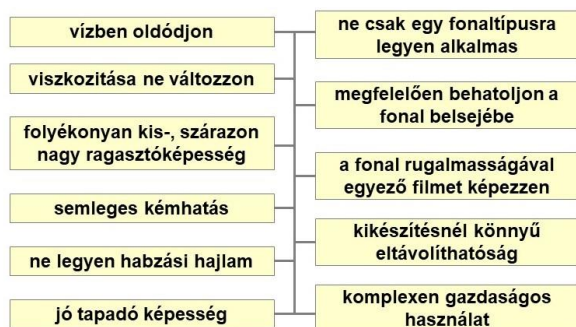 vízben oldódjon
viszkozitása ne változzon
folyékonyan kis-, szárazon
nagy ragasztóképesség
semleges kémhatás
ne legyen habzási hajlam
jó tapadó képesség
ne csak egy fonaltípusra
legyen alkalmas
megfelelően behatoljon a
fonal belsejébe
a fonal rugalmasságával
egyező filmet képezzen
kikészítésnél könnyű
eltávolíthatóság
komplexen gazdaságos
használat